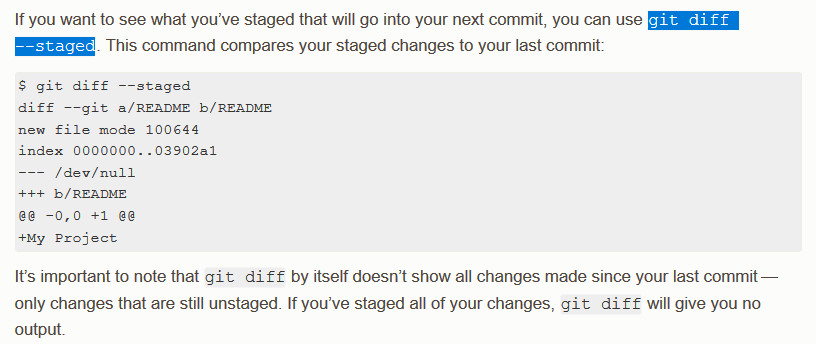 If you want to see what you’ve staged that will go into your next commit, you can use git diff
--staged. This command compares your staged changes to your last commit:
$ git diff --staged
diff --git a/README b/README
new file mode 100644
index 0000000..03902a1
--- /dev/null
+++ b/README
@@ -0,0 +1 @@
+My Project
It’s important to note that git diff by itself doesn’t show all changes made since your last commit —
only changes that are still unstaged. If you’ve staged all of your changes, git diff will give you no
output.